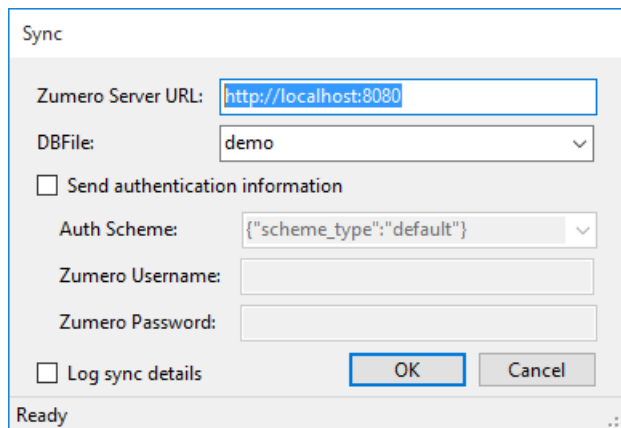 Sync
Zumero Server URL: http://localhost:8080
DBFile: demo
Send authentication information
Auth Scheme: {"scheme_type":"default"}
Zumero Username:
Zumero Password:
Log sync details OK Cancel
Ready